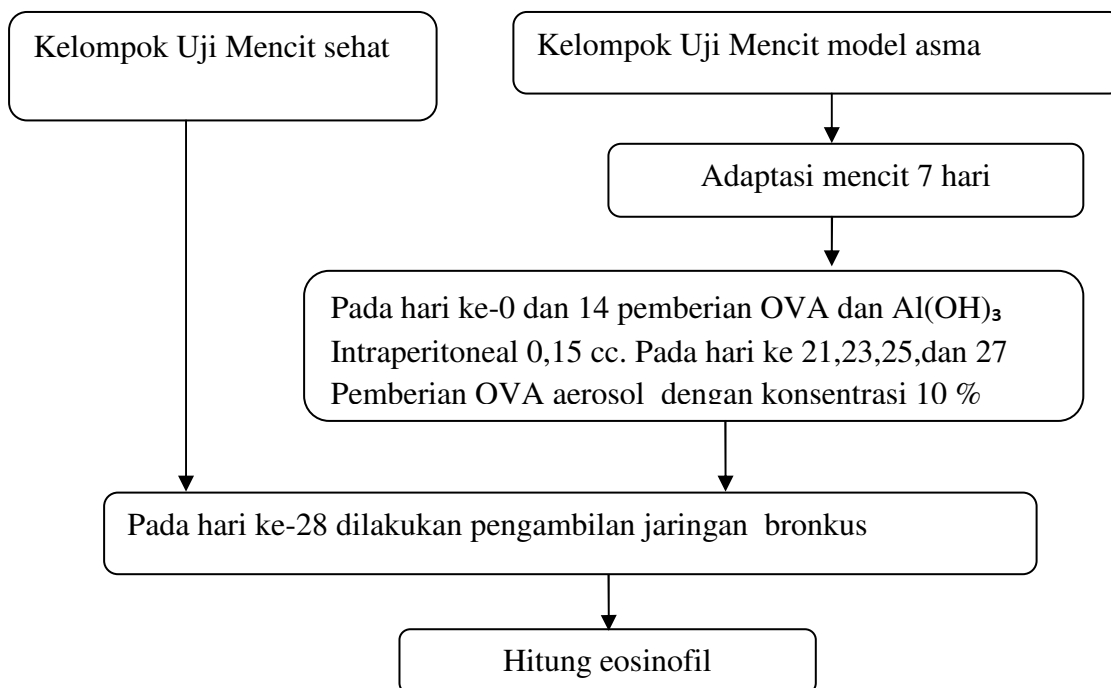 Kelompok Uji Mencit sehat
Kelompok Uji Mencit model asma
Adaptasi mencit 7 hari
Pada hari ke-0 dan 14 pemberian OVA dan Al(OH)₃
Intraperitoneal 0,15 cc. Pada hari ke 21,23,25,dan 27
Pemberian OVA aerosol dengan konsentrasi 10 %
Pada hari ke-28 dilakukan pengambilan jaringan bronkus
Hitung eosinofil